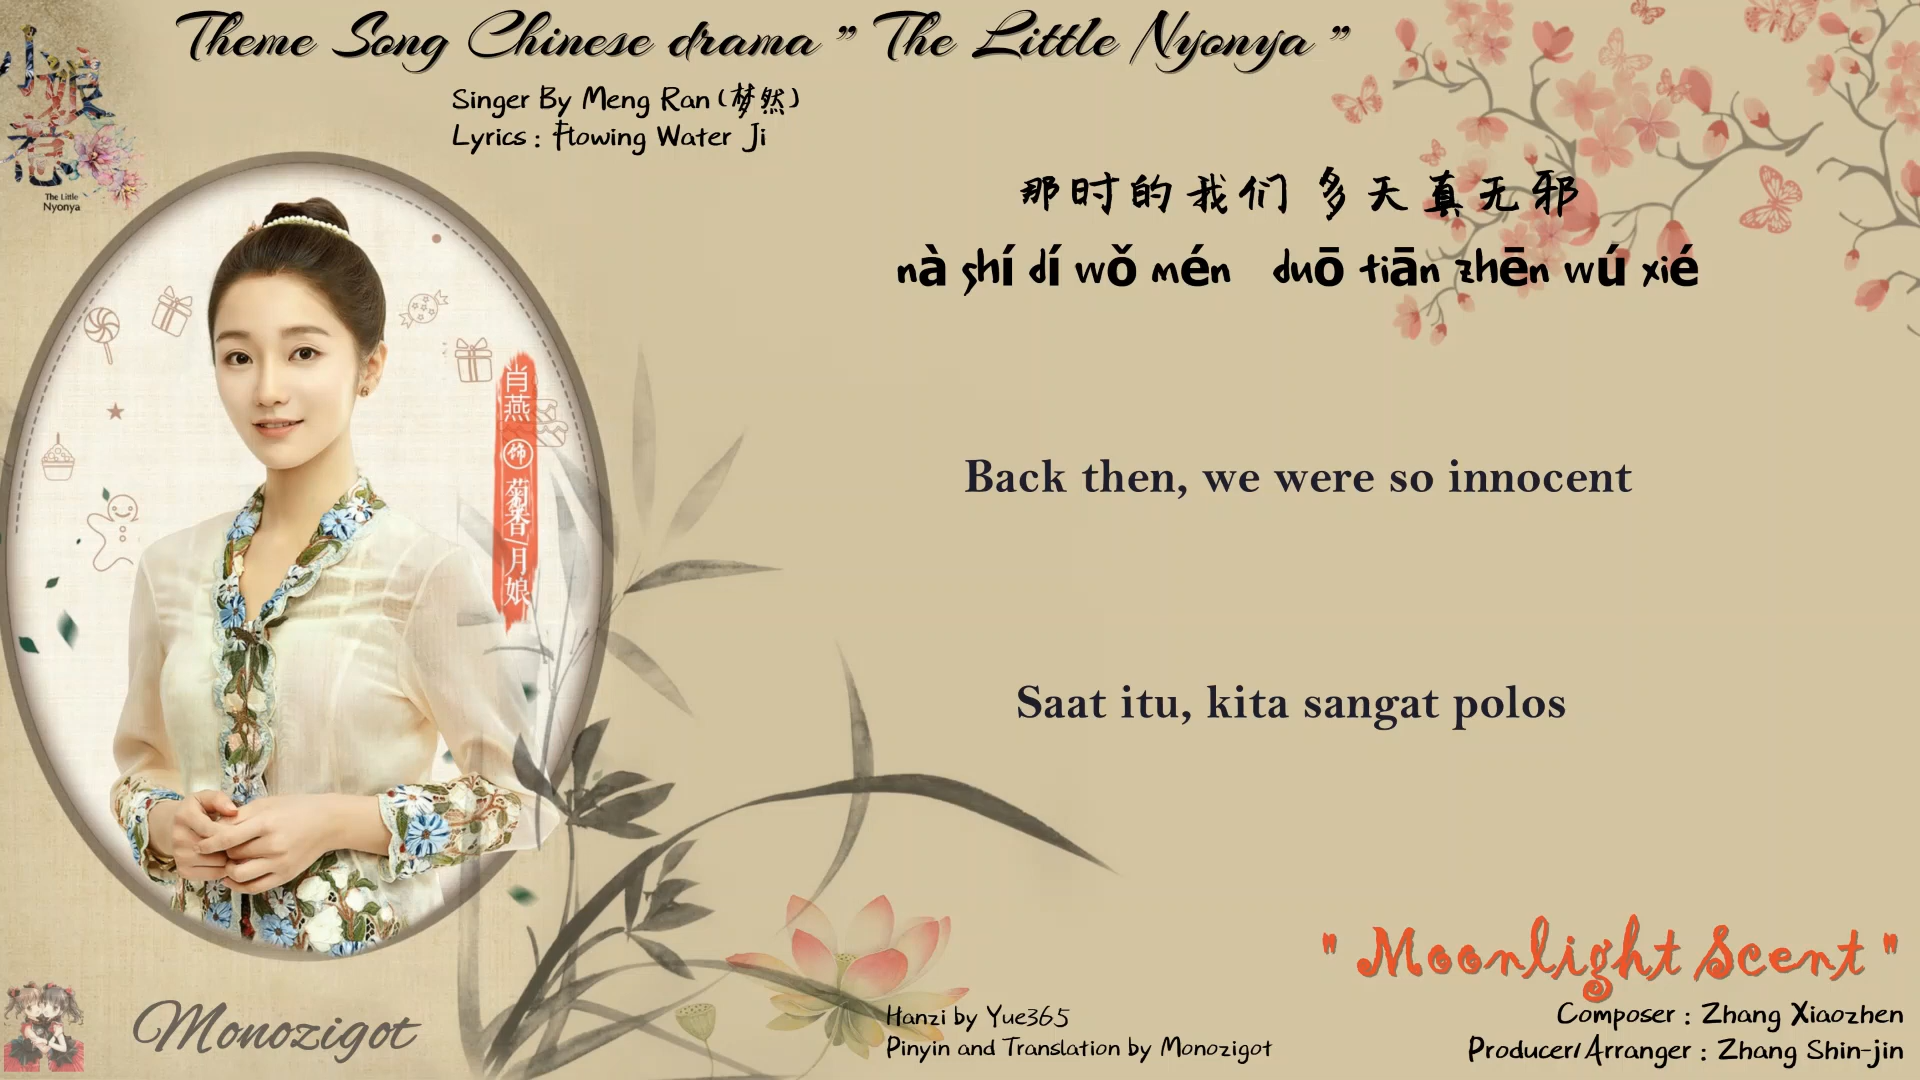 Theme Song Chinese drama " The Little Nyonya "
小娘惹
The Little
Nyonya
Singer By Meng Ran (梦然)
Lyrics : Flowing Water Ji
那时的我们 多天真无邪
nà shí dí wǒ mén duō tiān zhēn wú xié
肖燕 饰 菊香/月娘
Back then, we were so innocent
Saat itu, kita sangat polos
" Moonlight Scent "
Monozigot
Hanzi by Yue365
Pinyin and Translation by Monozigot
Composer : Zhang Xiaozhen
Producer/Arranger : Zhang Shin-jin